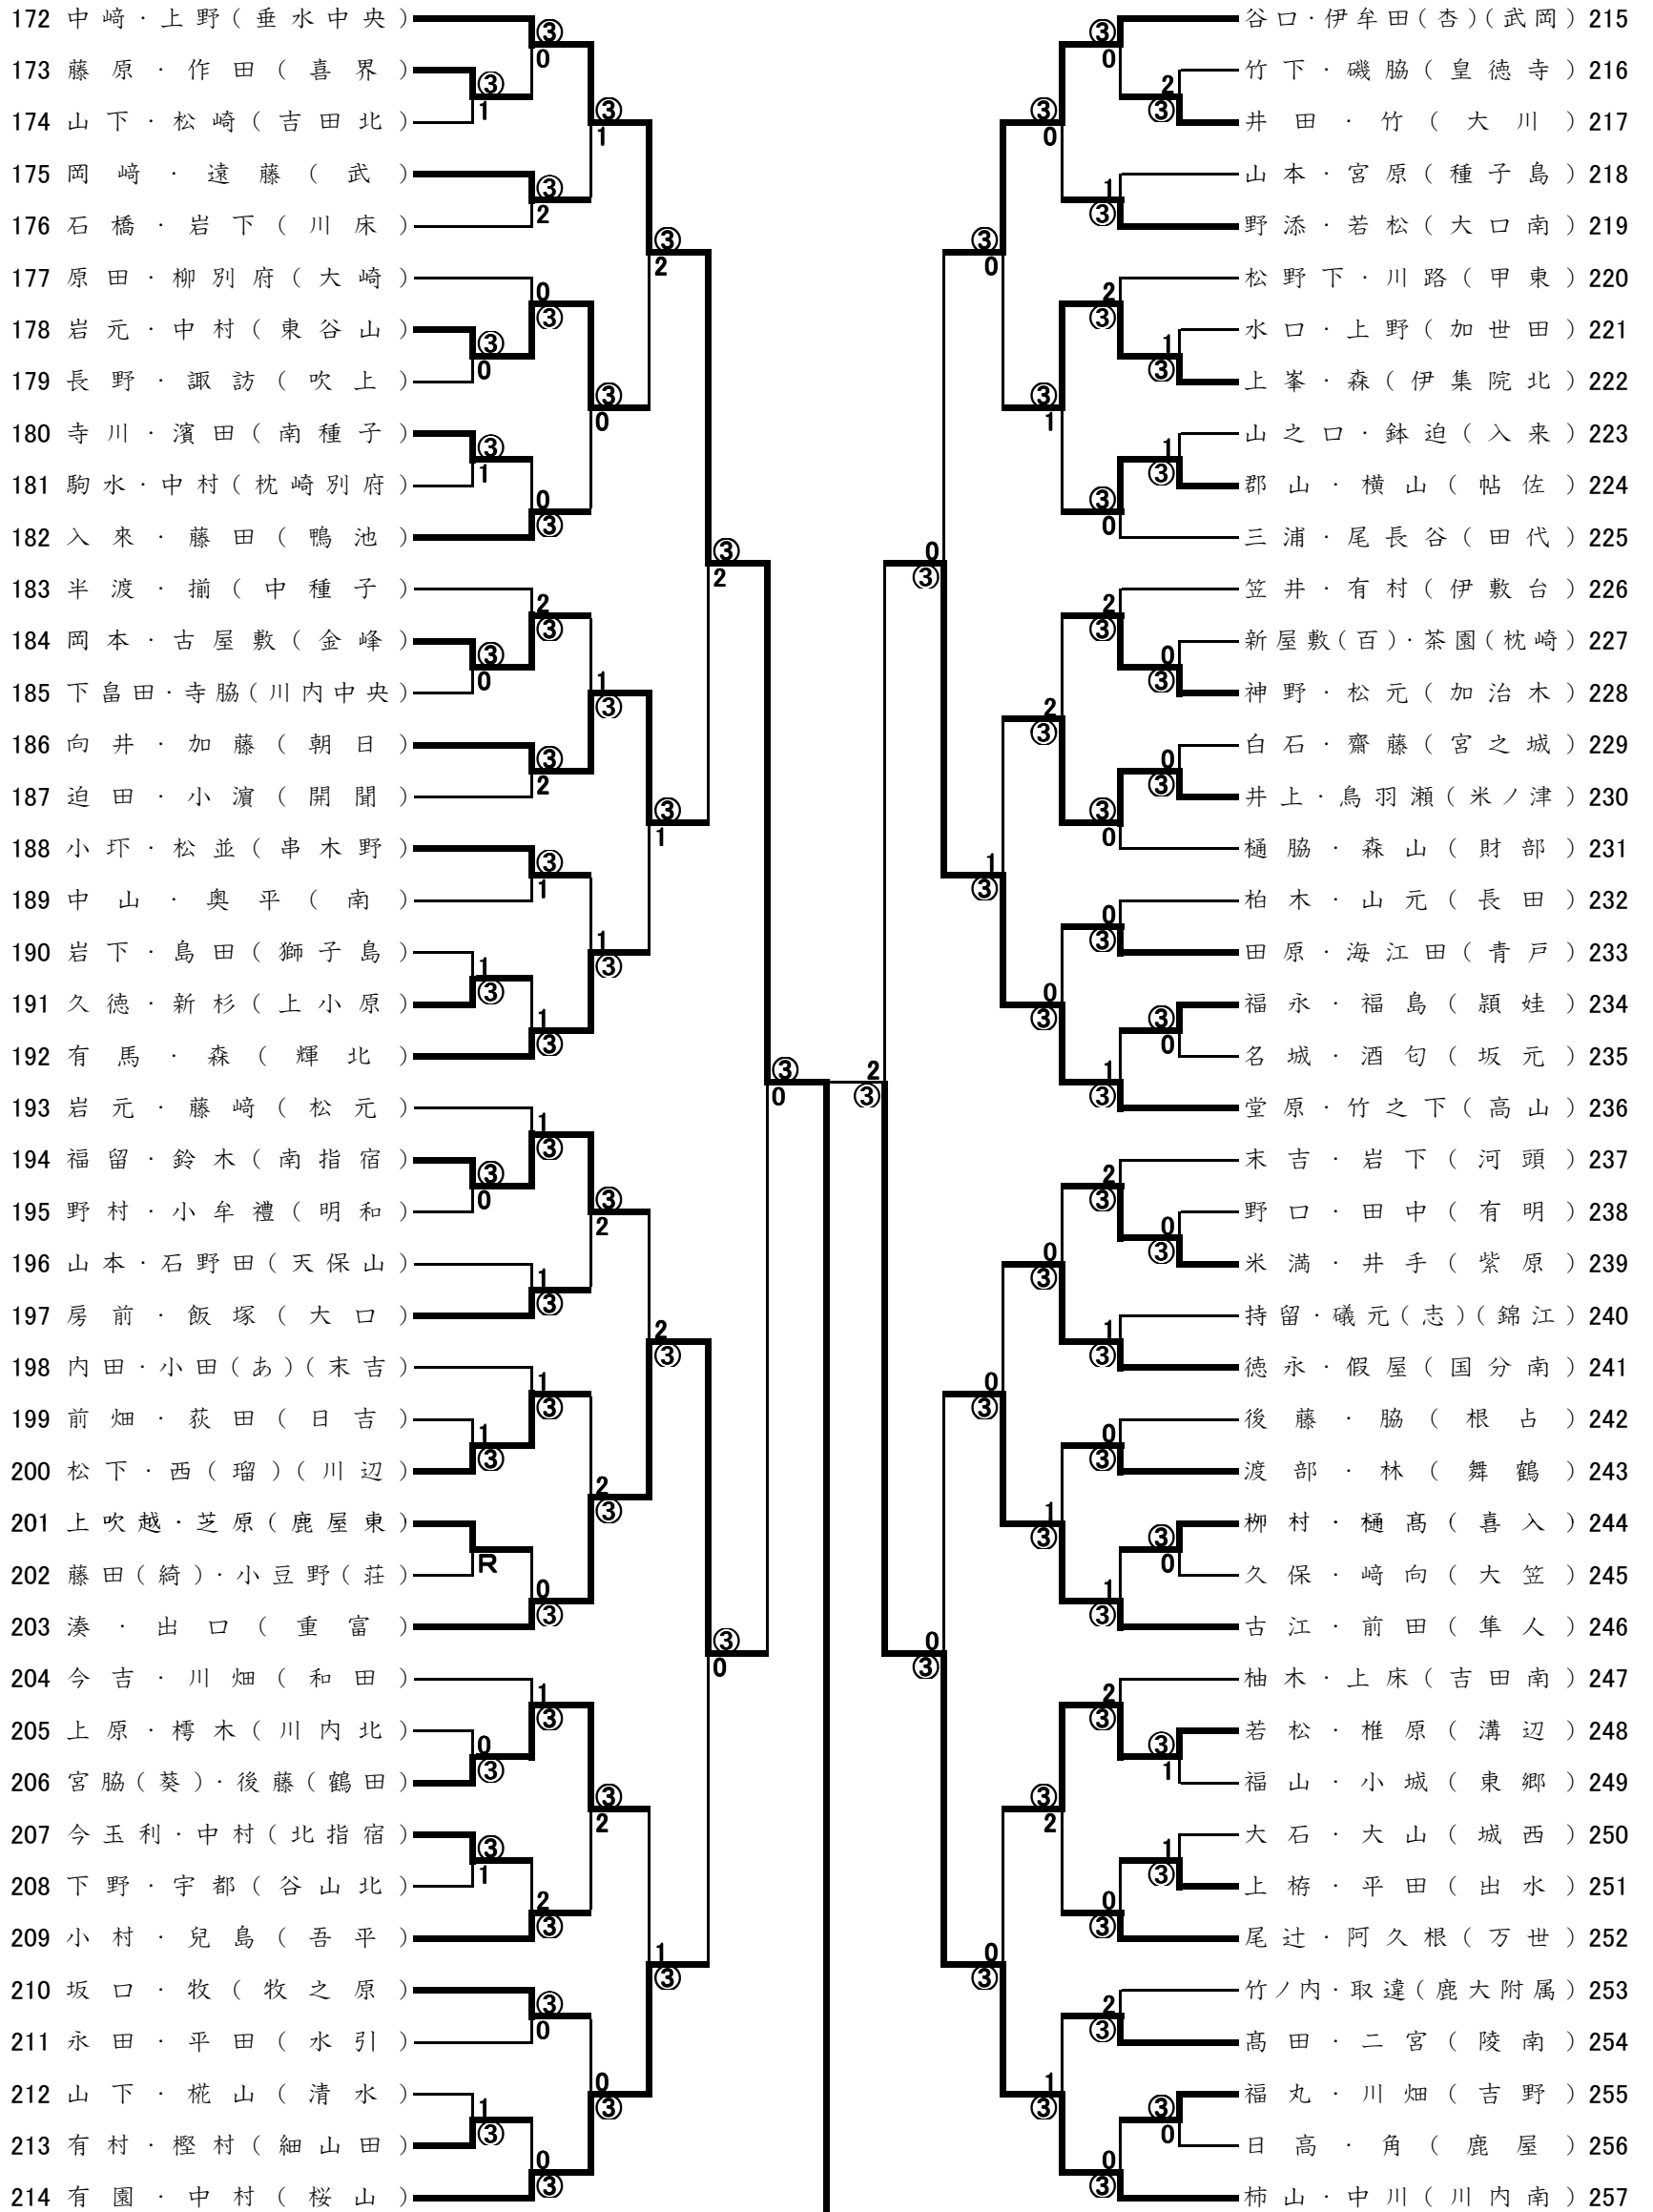 172 中﨑・上野(垂水中央)
173 藤原・作田(喜界)
174 山下・松崎(吉田北)
175 岡﨑・遠藤(武)
176 石橋・岩下(川床)
177 原田・柳別府(大崎)
178 岩元・中村(東谷山)
179 長野・諏訪(吹上)
180 寺川・濱田(南種子)
181 駒水・中村(枕崎別府)
182 入來・藤田(鴨池)
183 半渡・揃(中種子)
184 岡本・古屋敷(金峰)
185 下畠田・寺脇(川内中央)
186 向井・加藤(朝日)
187 迫田・小濵(開聞)
188 小圷・松並(串木野)
189 中山・奥平(南)
190 岩下・島田(獅子島)
191 久徳・新杉(上小原)
192 有馬・森(輝北)
193 岩元・藤﨑(松元)
194 福留・鈴木(南指宿)
195 野村・小牟禮(明和)
196 山本・石野田(天保山)
197 房前・飯塚(大口)
198 内田・小田(あ)(末吉)
199 前畑・荻田(日吉)
200 松下・西(瑠)(川辺)
201 上吹越・芝原(鹿屋東)
202 藤田(綺)・小豆野(荘)
203 湊・出口(重富)
204 今吉・川畑(和田)
205 上原・樗木(川内北)
206 宮脇(葵)・後藤(鶴田)
207 今玉利・中村(北指宿)
208 下野・宇都(谷山北)
209 小村・兒島(吾平)
210 坂口・牧(牧之原)
211 永田・平田(水引)
212 山下・椛山(清水)
213 有村・樫村(細山田)
214 有園・中村(桜山)
谷口・伊牟田(杏)(武岡) 215
竹下・磯脇(皇徳寺) 216
井田・竹(大川) 217
山本・宮原(種子島) 218
野添・若松(大口南) 219
松野下・川路(甲東) 220
水口・上野(加世田) 221
上峯・森(伊集院北) 222
山之口・鉢迫(入来) 223
郡山・横山(帖佐) 224
三浦・尾長谷(田代) 225
笠井・有村(伊敷台) 226
新屋敷(百)・茶園(枕崎) 227
神野・松元(加治木) 228
白石・齋藤(宮之城) 229
井上・鳥羽瀬(米ノ津) 230
樋脇・森山(財部) 231
柏木・山元(長田) 232
田原・海江田(青戸) 233
福永・福島(頴娃) 234
名城・酒匂(坂元) 235
堂原・竹之下(高山) 236
末吉・岩下(河頭) 237
野口・田中(有明) 238
米満・井手(紫原) 239
持留・礒元(志)(錦江) 240
徳永・假屋(国分南) 241
後藤・脇(根占) 242
渡部・林(舞鶴) 243
栁村・樋髙(喜入) 244
久保・﨑向(大笠) 245
古江・前田(隼人) 246
柚木・上床(吉田南) 247
若松・椎原(溝辺) 248
福山・小城(東郷) 249
大石・大山(城西) 250
上栫・平田(出水) 251
尾辻・阿久根(万世) 252
竹ノ内・取違(鹿大附属) 253
髙田・二宮(陵南) 254
福丸・川畑(吉野) 255
日高・角(鹿屋) 256
柿山・中川(川内南) 257